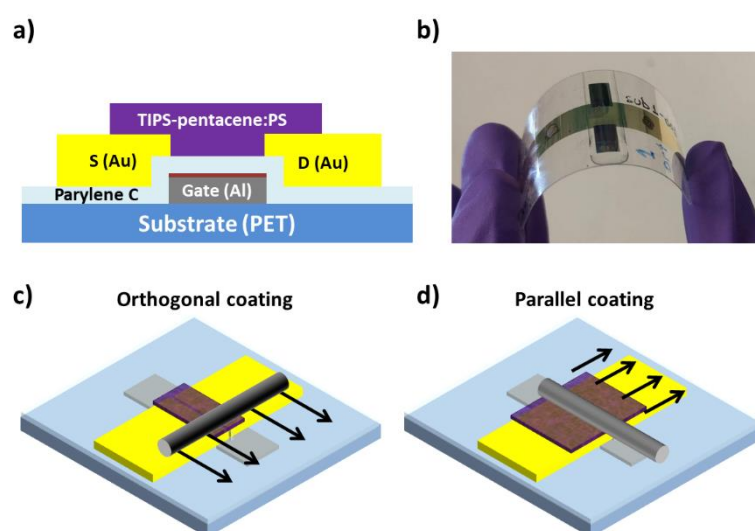 a)
b)
TIPS-pentacene:PS
S (Au)
D (Au)
Parylene C
Gate (Al)
Substrate (PET)
c)
Orthogonal coating
d)
Parallel coating